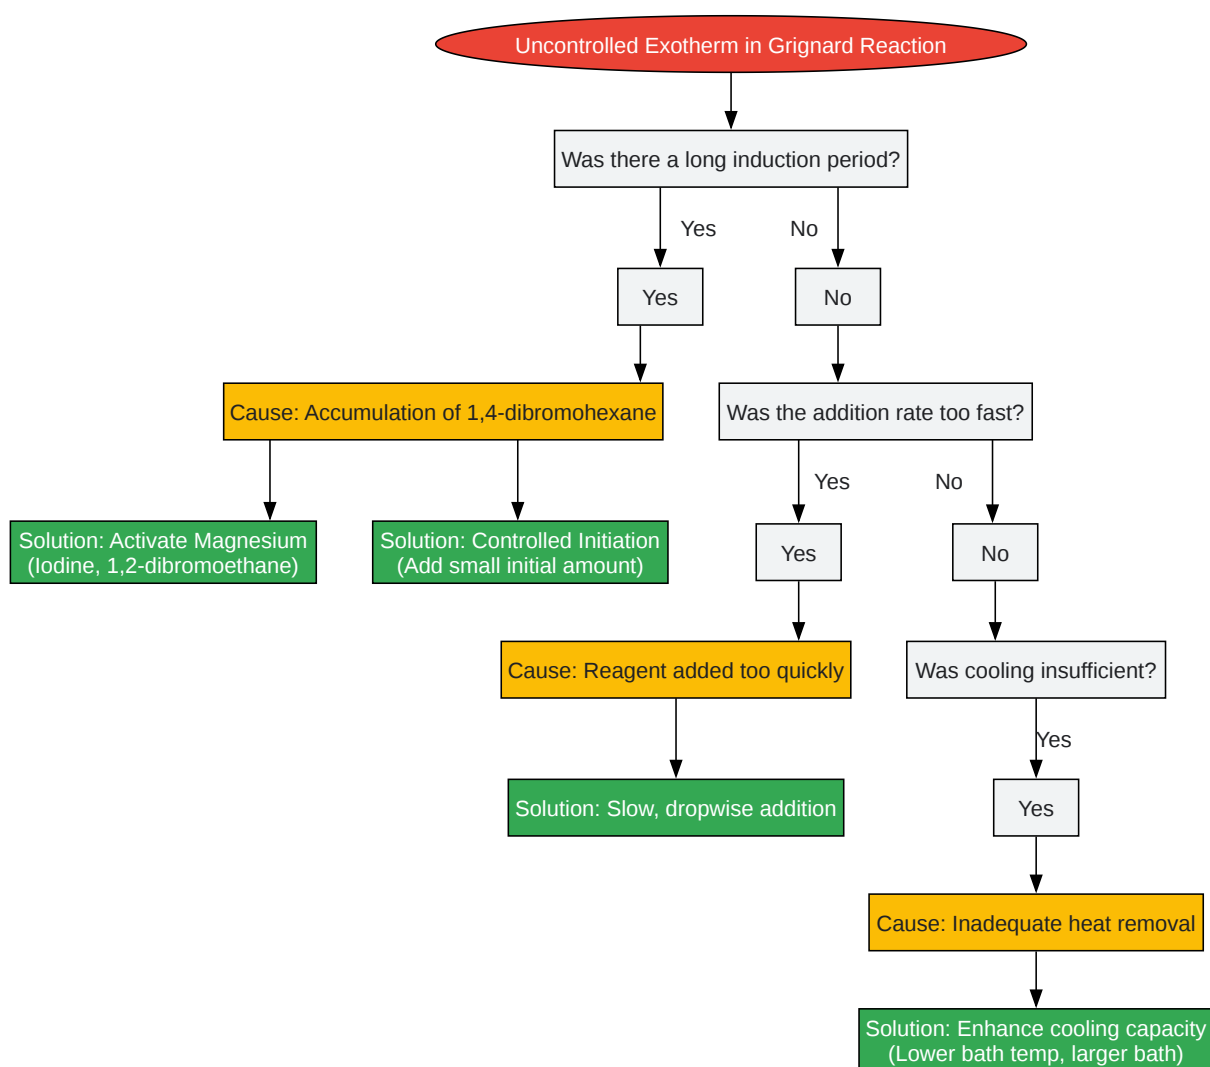 Uncontrolled Exotherm in Grignard Reaction
Was there a long induction period?
Yes
No
Yes
No
Cause: Accumulation of 1,4-dibromohexane
Was the addition rate too fast?
Yes
No
Solution: Activate Magnesium
(Iodine, 1,2-dibromoethane)
Solution: Controlled Initiation
(Add small initial amount)
Yes
No
Cause: Reagent added too quickly
Was cooling insufficient?
Yes
Solution: Slow, dropwise addition
Yes
Cause: Inadequate heat removal
Solution: Enhance cooling capacity
(Lower bath temp, larger bath)